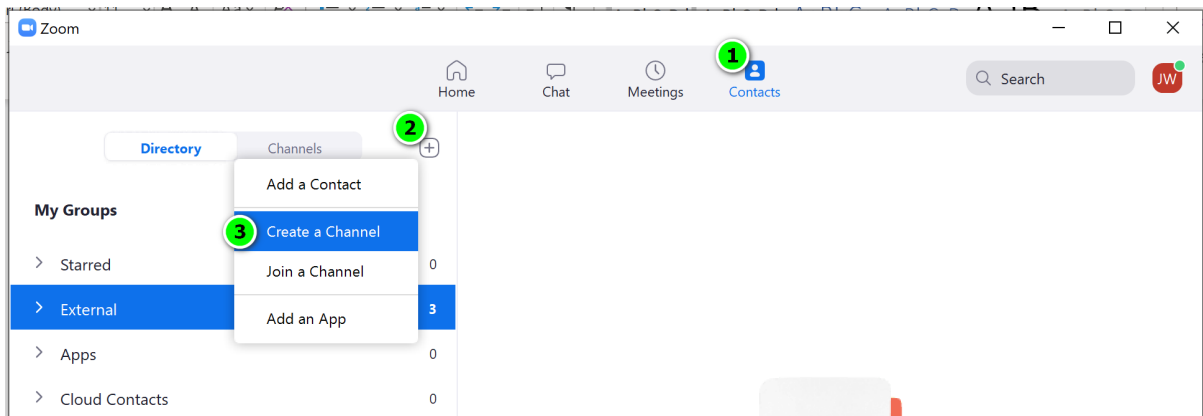 Zoom
1
Home Chat Meetings Contacts
Search
JW
2
Directory Channels
Add a Contact
My Groups
3 Create a Channel
Starred 0
Join a Channel
External 3
Add an App
Apps 0
Cloud Contacts 0